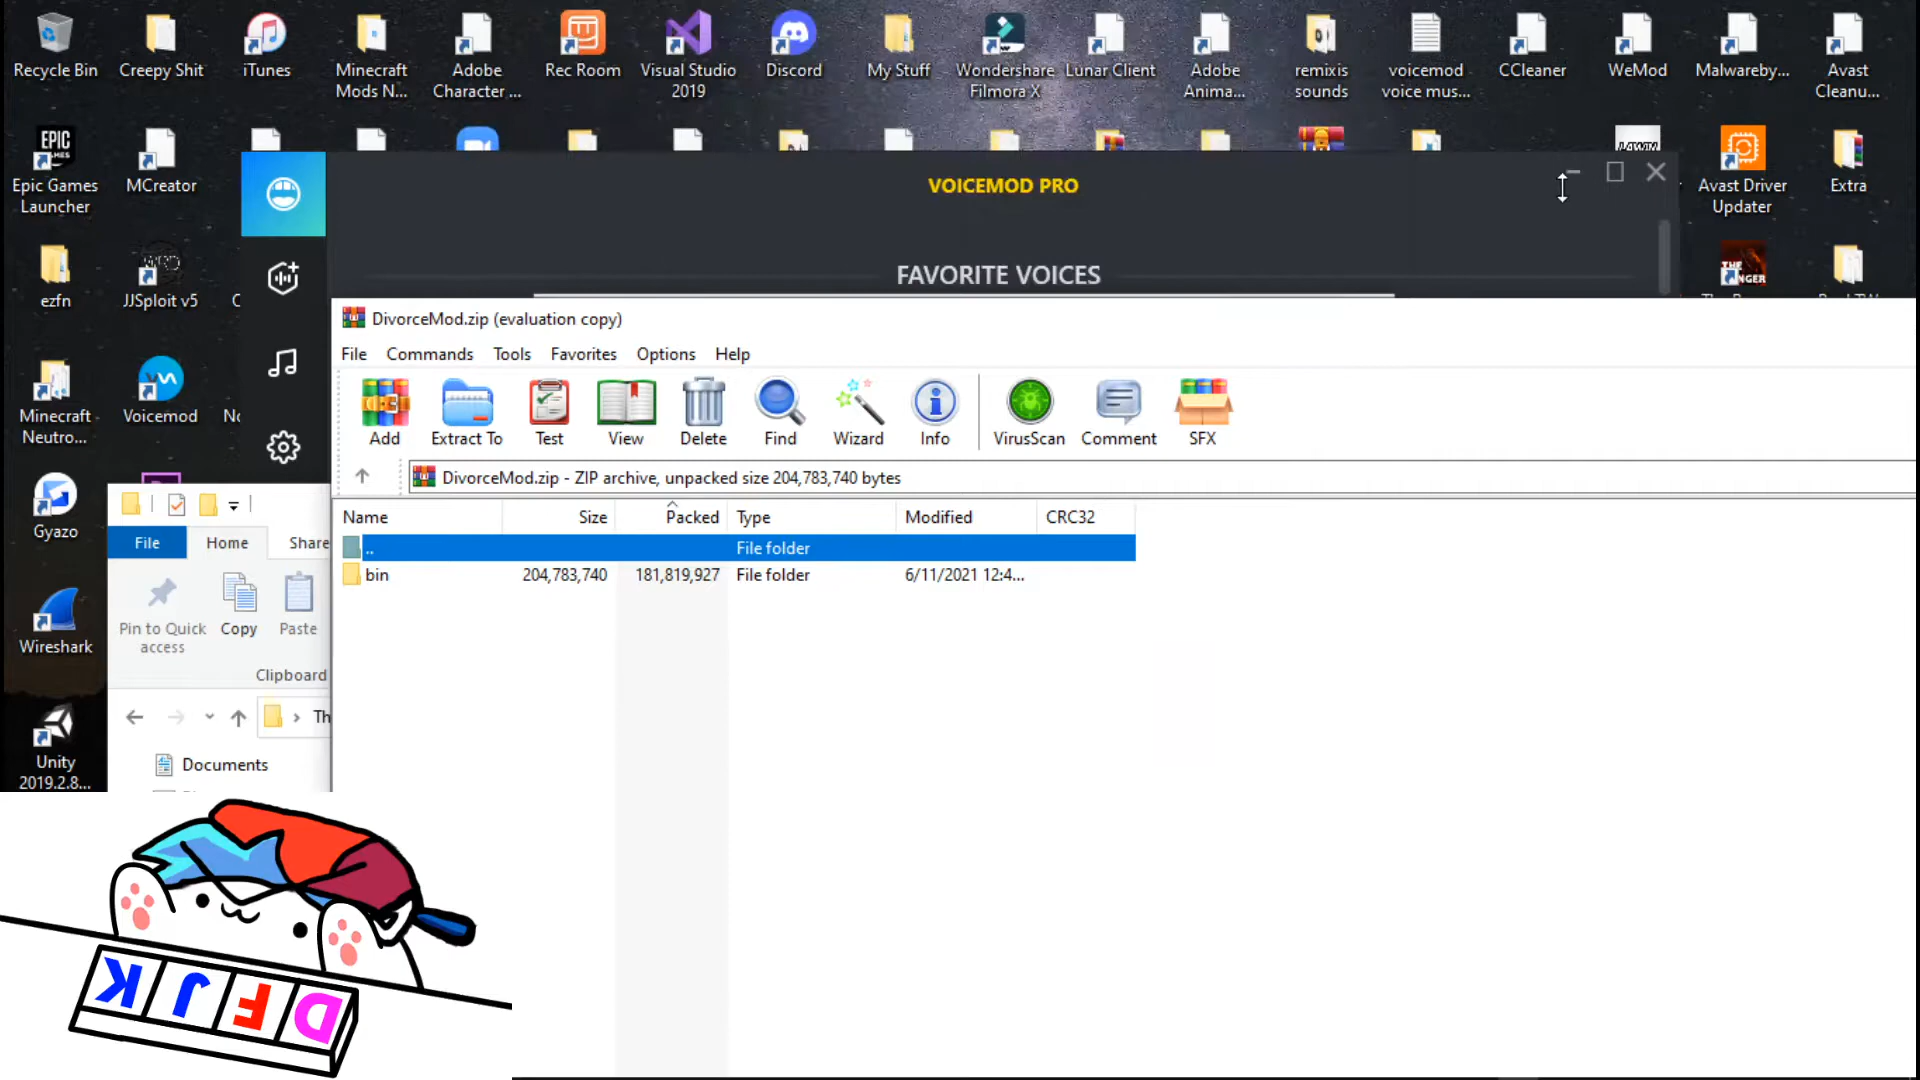 Recycle Bin
Creepy Shit
iTunes
Minecraft
Mods N...
Adobe
Character ...
Rec Room
Visual Studio
2019
Discord
My Stuff
Wondershare
Filmora X
Lunar Client
Adobe
Anima...
remixis
sounds
voicemod
voice mus...
CCleaner
WeMod
Malwareby...
Avast
Cleanu...
EPIC
GAMES
Epic Games
Launcher
MCreator
VOICEMOD PRO
Avast Driver
Updater
Extra
FAVORITE VOICES
ezfn
JJSploit v5
Minecraft
Neutro...
Voicemod
Gyazo
Wireshark
Unity
2019.2.8...
DivorceMod.zip (evaluation copy)
File Commands Tools Favorites Options Help
Add Extract To Test View Delete Find Wizard Info VirusScan Comment SFX
DivorceMod.zip - ZIP archive, unpacked size 204,783,740 bytes
Name Size Packed Type Modified CRC32
.. File folder
bin 204,783,740 181,819,927 File folder 6/11/2021 12:4...
File Home Share
Pin to Quick
access
Copy
Paste
Clipboard
Th
Documents
D F J K